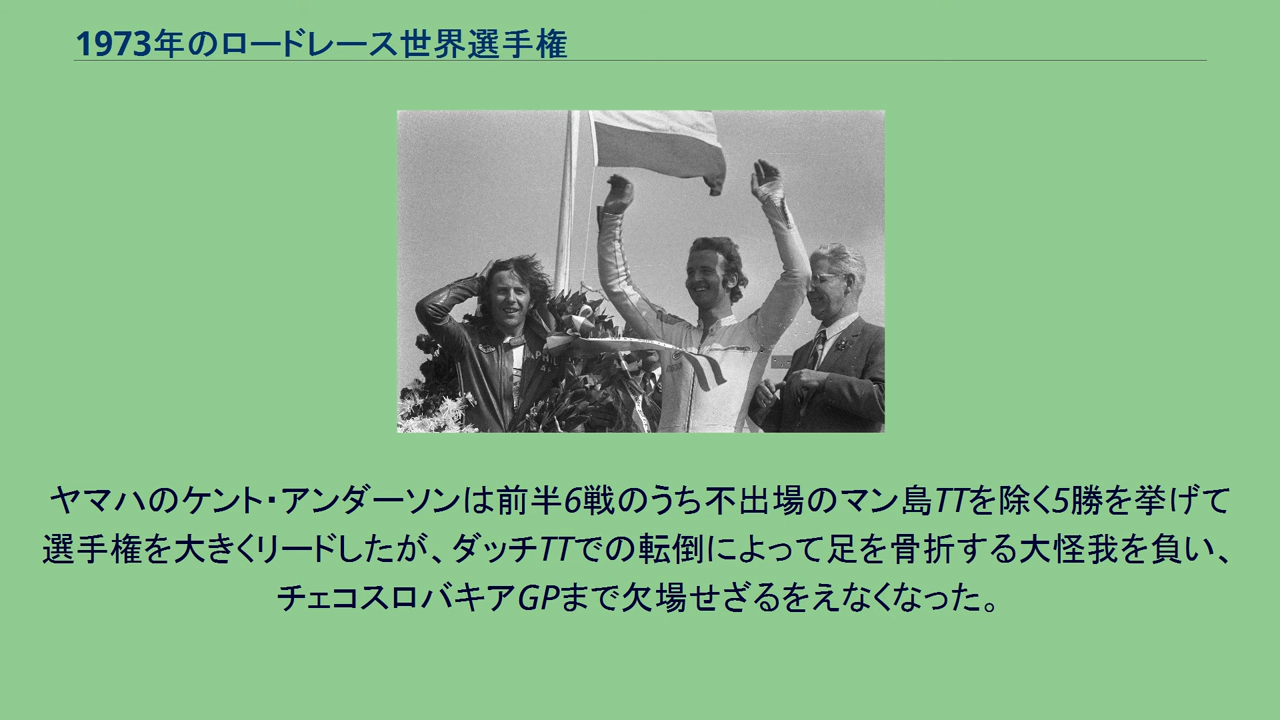 1973年のロードレース世界選手権
ヤマハのケント・アンダーソンは前半6戦のうち不出場のマン島TTを除く5勝を挙げて
選手権を大きくリードしたが、ダッチTTでの転倒によって足を骨折する大怪我を負い、
チェコスロバキアGPまで欠場せざるをえなくなった。